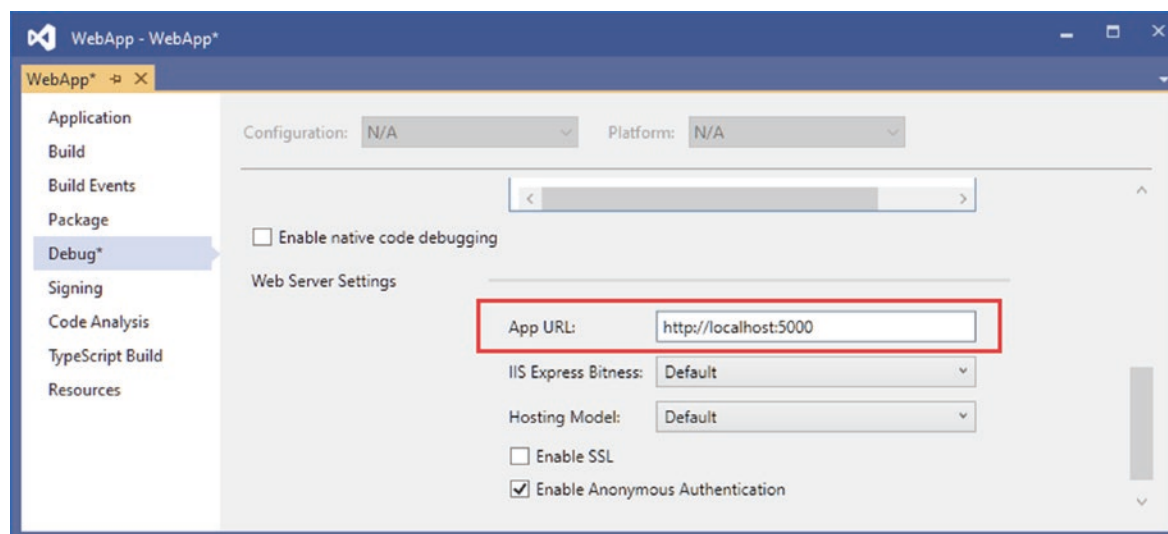 WebApp - WebApp*
WebApp*
Application
Build
Build Events
Package
Debug*
Signing
Code Analysis
TypeScript Build
Resources
Configuration: N/A Platform: N/A
Enable native code debugging
Web Server Settings
App URL: http://localhost:5000
IIS Express Bitness: Default
Hosting Model: Default
Enable SSL
Enable Anonymous Authentication